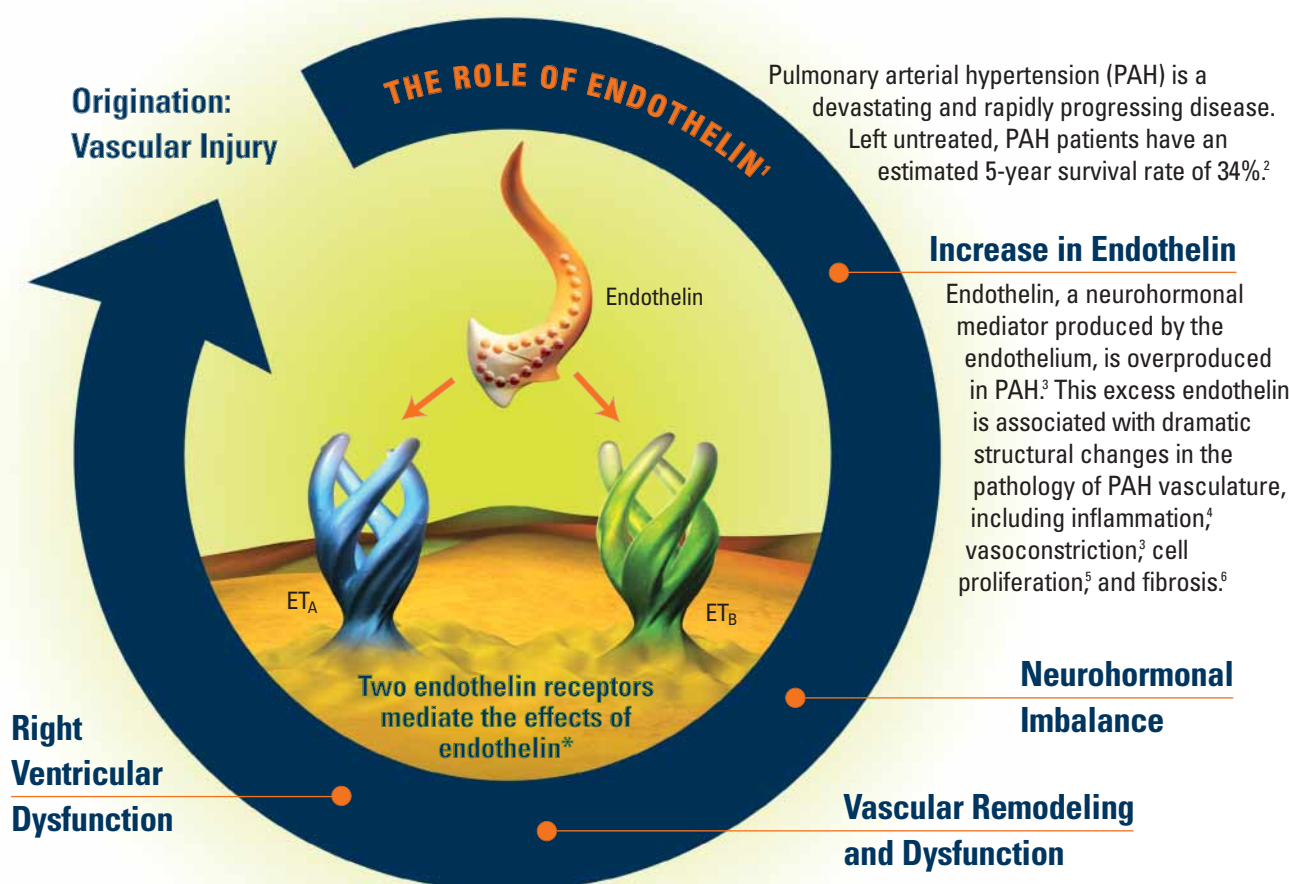 THE ROLE OF ENDOTHELIN¹
Origination:
Vascular Injury
Pulmonary arterial hypertension (PAH) is a
devastating and rapidly progressing disease.
Left untreated, PAH patients have an
estimated 5-year survival rate of 34%.²
Increase in Endothelin
Endothelin, a neurohormonal
mediator produced by the
endothelium, is overproduced
in PAH.³ This excess endothelin
is associated with dramatic
structural changes in the
pathology of PAH vasculature,
including inflammation,⁴
vasoconstriction,³ cell
proliferation,⁵ and fibrosis.⁶
Endothelin
ET_A
ET_B
Two endothelin receptors
mediate the effects of
endothelin*
Neurohormonal
Imbalance
Vascular Remodeling
and Dysfunction
Right
Ventricular
Dysfunction